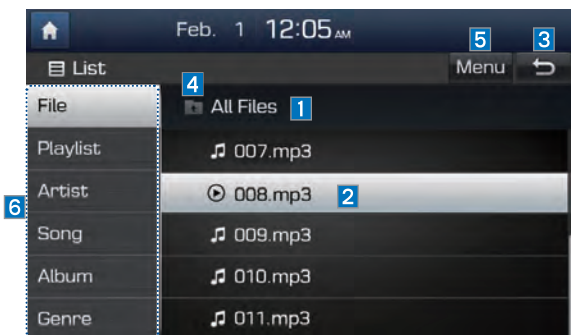 Feb. 1 12:05 AM
5 3
List Menu
4
File All Files 1
Playlist 007.mp3
Artist 008.mp3 2
6
Song 009.mp3
Album 010.mp3
Genre 011.mp3